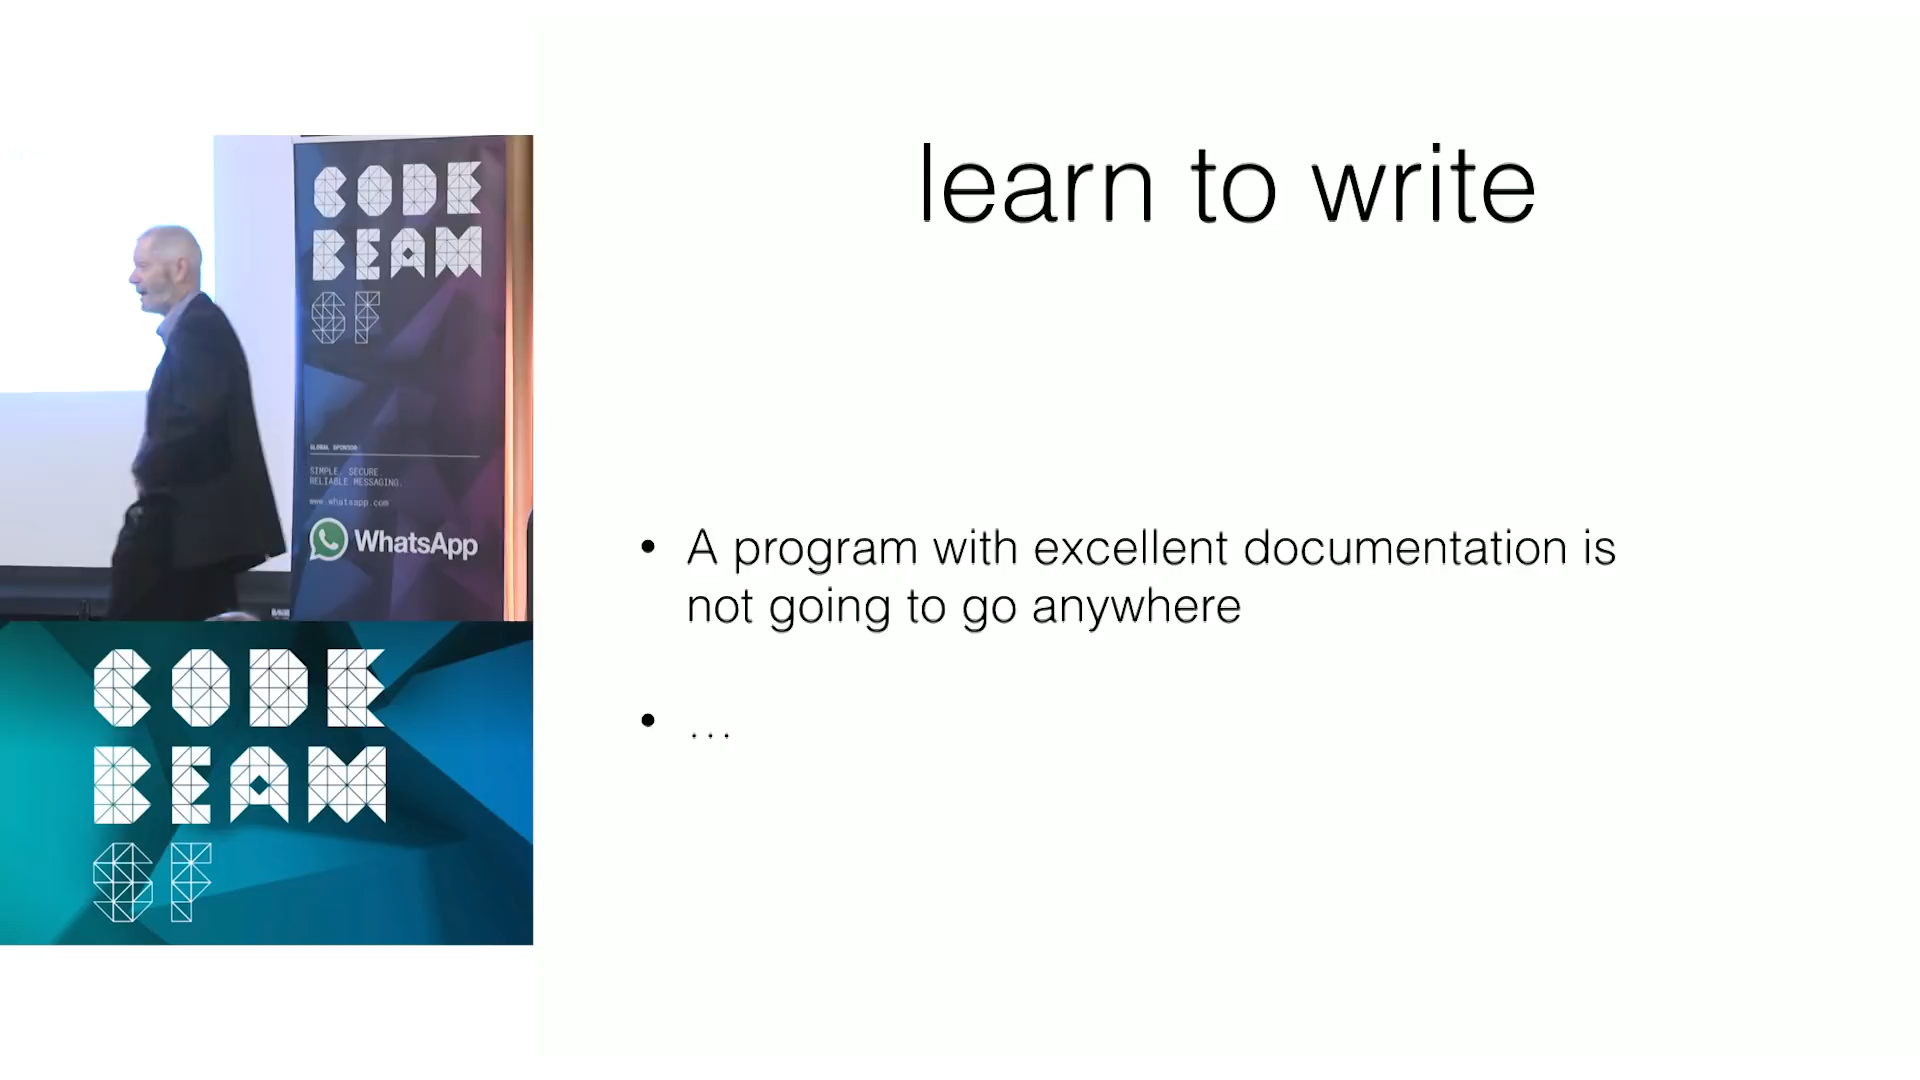 learn to write
• A program with excellent documentation is
not going to go anywhere
• ...
CODE
BEAM
SF
GLOBAL SPONSOR
SIMPLE. SECURE.
RELIABLE MESSAGING.
www.whatsapp.com
WhatsApp
CODE
BEAM
SF